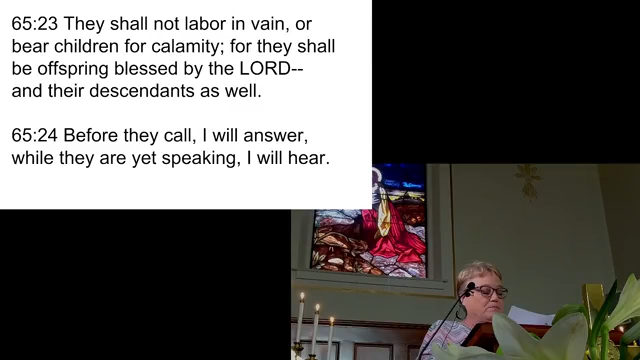 65:23 They shall not labor in vain, or
bear children for calamity; for they shall
be offspring blessed by the LORD--
and their descendants as well.
65:24 Before they call, I will answer,
while they are yet speaking, I will hear.